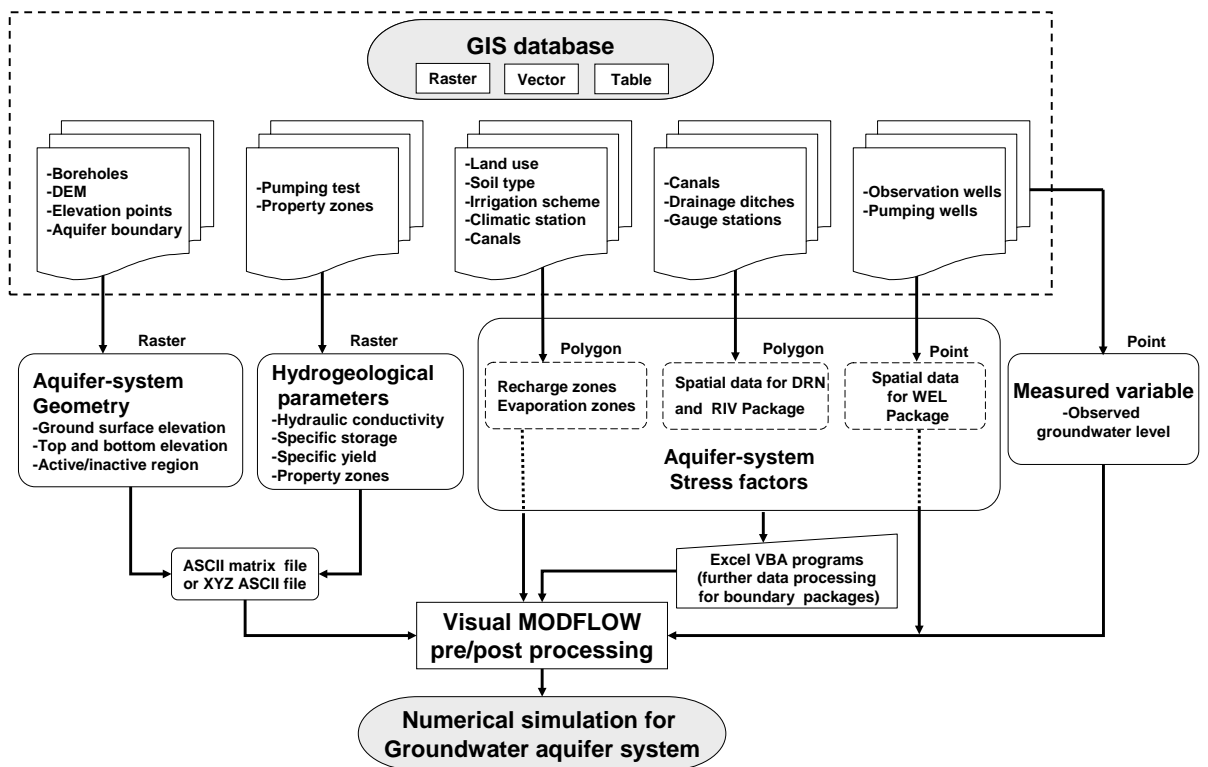 GIS database
Raster
Vector
Table
-Boreholes
-DEM
-Elevation points
-Aquifer boundary
-Pumping test
-Property zones
-Land use
-Soil type
-Irrigation scheme
-Climatic station
-Canals
-Canals
-Drainage ditches
-Gauge stations
-Observation wells
-Pumping wells
Raster
Aquifer-system
Geometry
-Ground surface elevation
-Top and bottom elevation
-Active/inactive region
Raster
Hydrogeological
parameters
-Hydraulic conductivity
-Specific storage
-Specific yield
-Property zones
Polygon
Recharge zones
Evaporation zones
Polygon
Spatial data for DRN
and RIV Package
Point
Spatial data
for WEL
Package
Aquifer-system
Stress factors
Point
Measured variable
-Observed
groundwater level
ASCII matrix file
or XYZ ASCII file
Excel VBA programs
(further data processing
for boundary packages)
Visual MODFLOW
pre/post processing
Numerical simulation for
Groundwater aquifer system